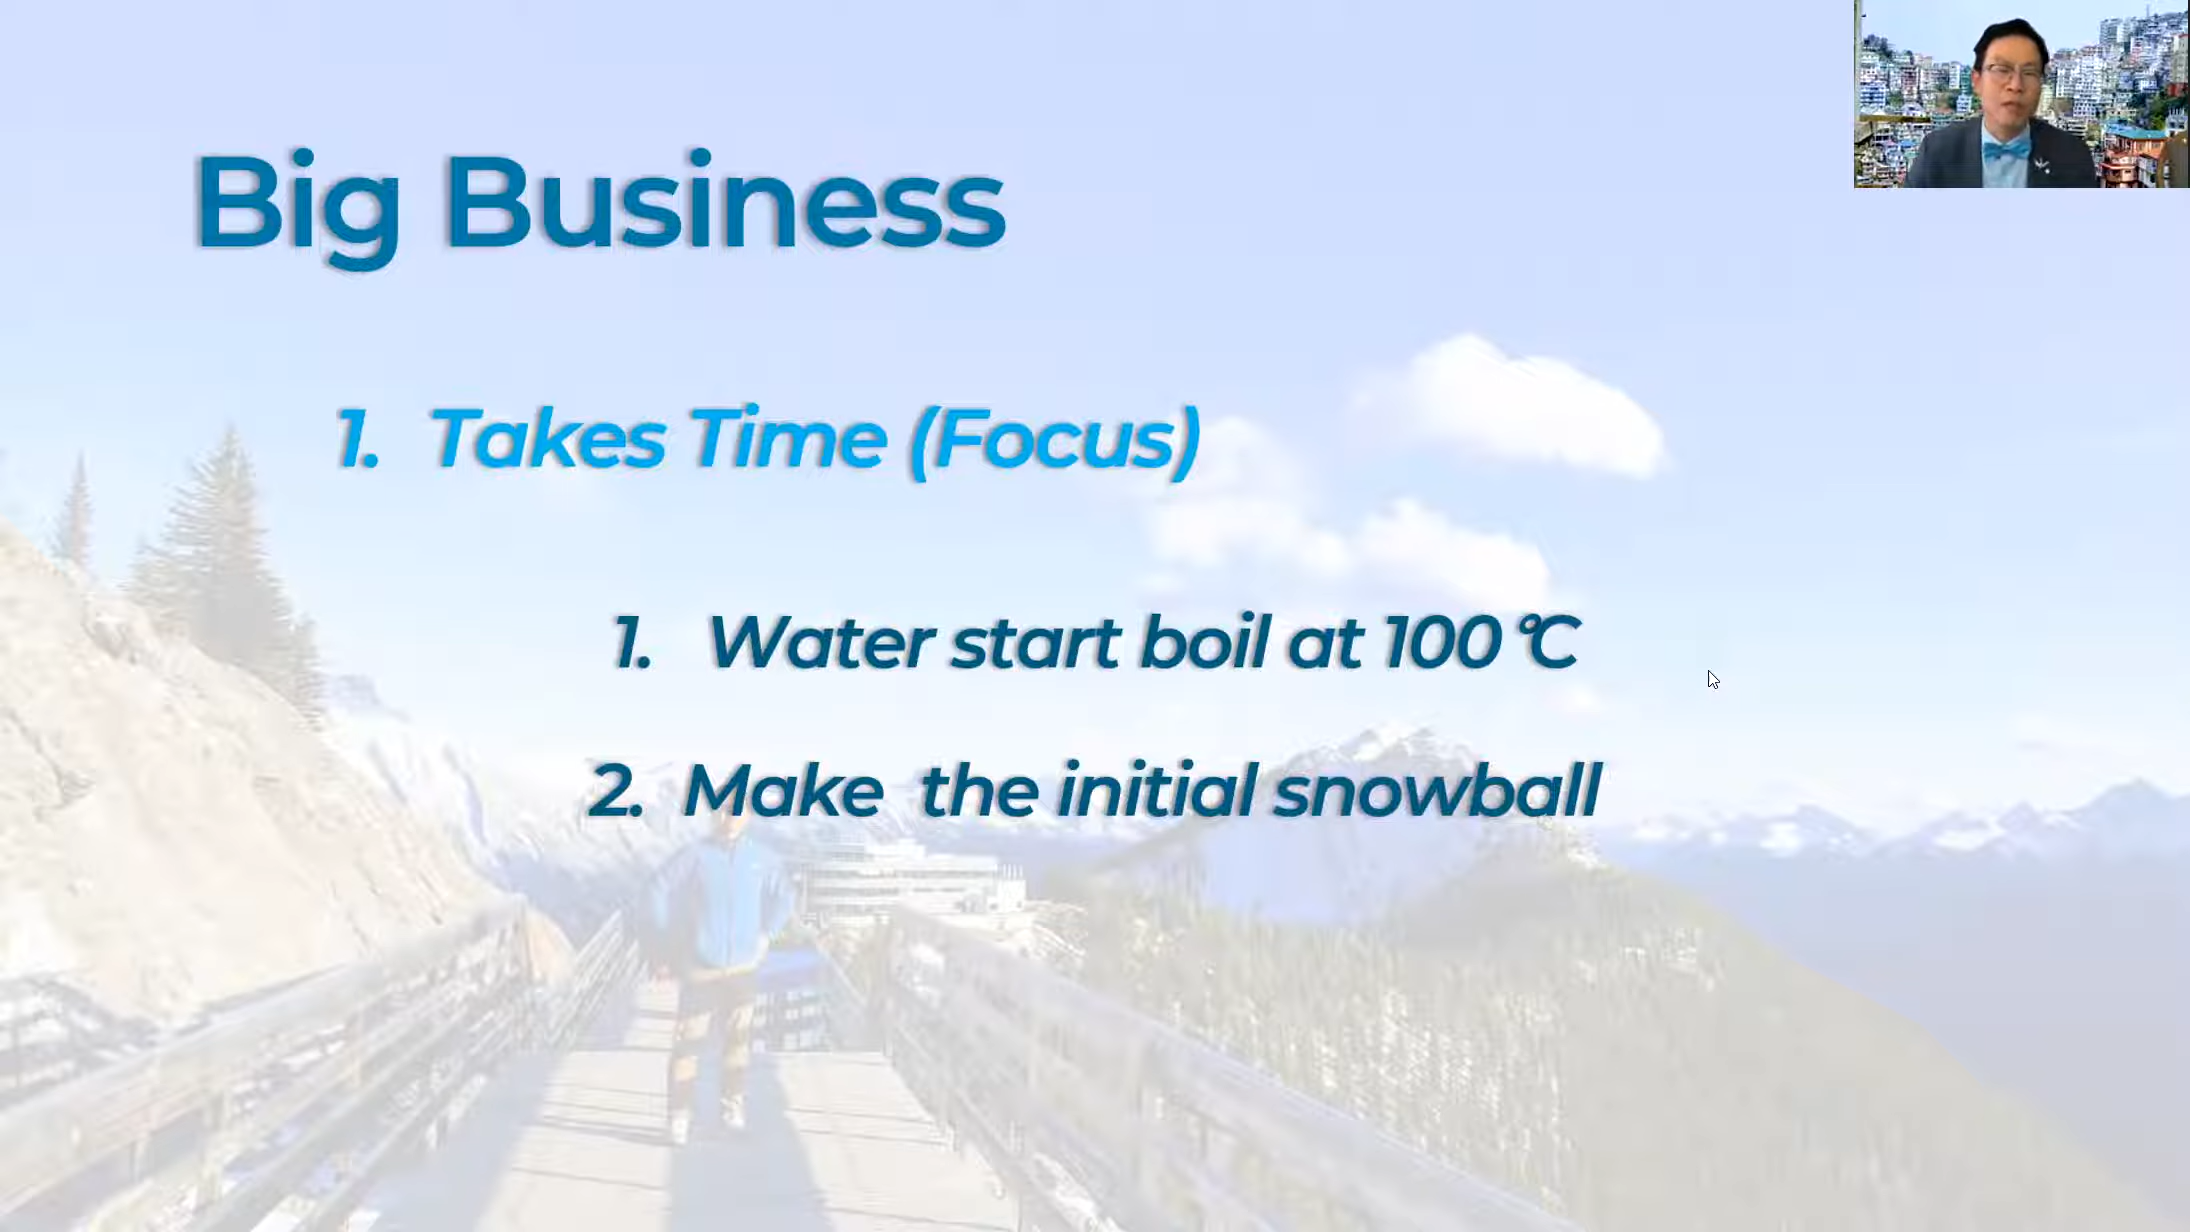 Big Business
1. Takes Time (Focus)
1. Water start boil at 100℃
2. Make the initial snowball